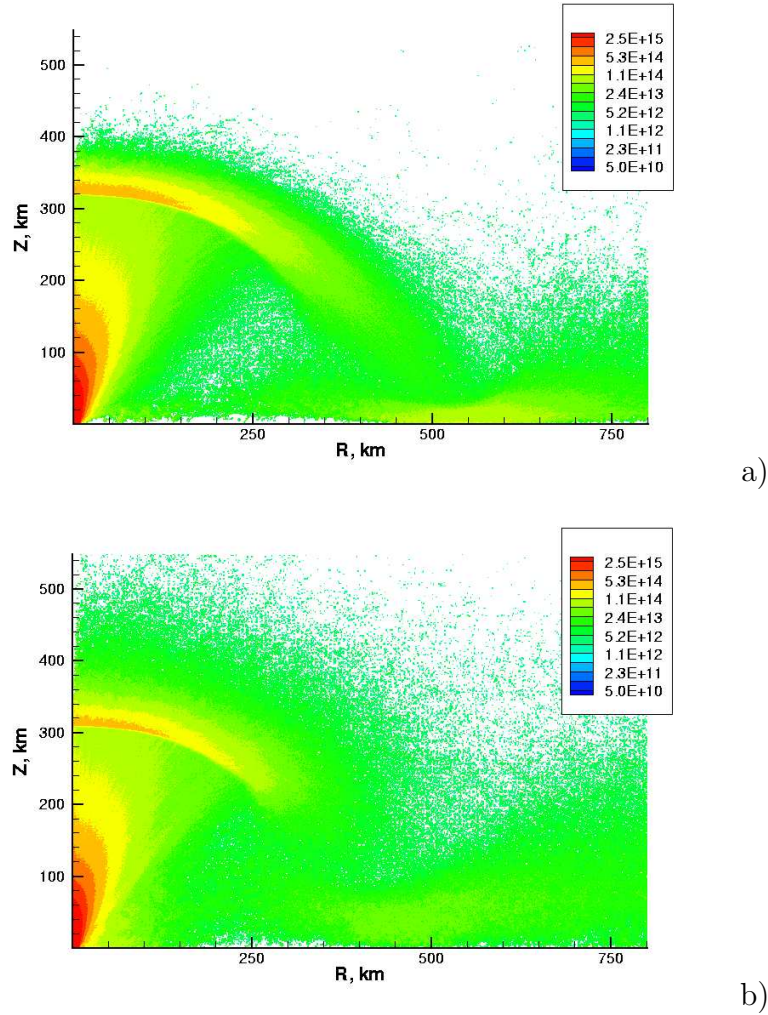 500
400
300
200
100
Z, km
250
500
750
R, km
2.5E+15
5.3E+14
1.1E+14
2.4E+13
5.2E+12
1.1E+12
2.3E+11
5.0E+10
a)
500
400
300
200
100
Z, km
250
500
750
R, km
2.5E+15
5.3E+14
1.1E+14
2.4E+13
5.2E+12
1.1E+12
2.3E+11
5.0E+10
b)